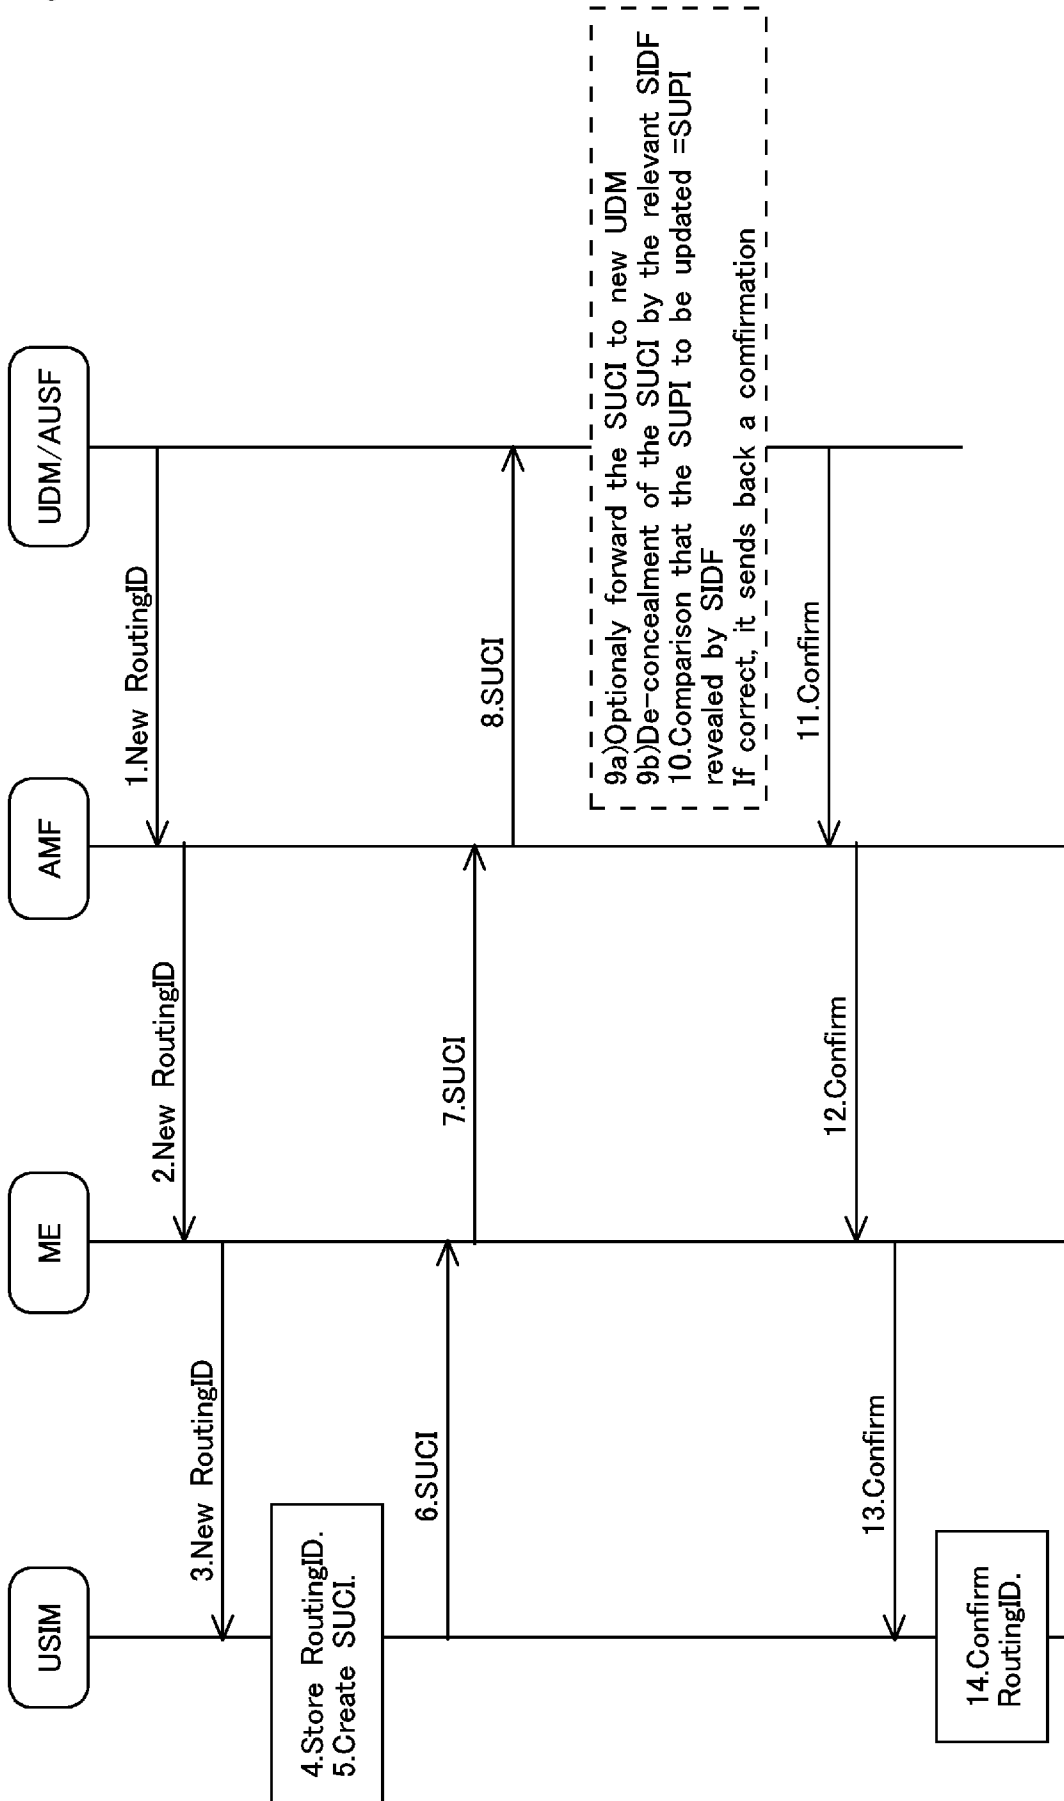 USIM
ME
AMF
UDM/AUSF
1.New RoutingID
2.New RoutingID
3.New RoutingID
4.Store RoutingID.
5.Create SUCI.
6.SUCI
7.SUCI
8.SUCI
9a)Optionaly forward the SUCI to new UDM
9b)De-concealment of the SUCI by the relevant SIDF
10.Comparison that the SUPI to be updated =SUPI
revealed by SIDF
If correct, it sends back a comfirmation
11.Confirm
12.Confirm
13.Confirm
14.Confirm
RoutingID.